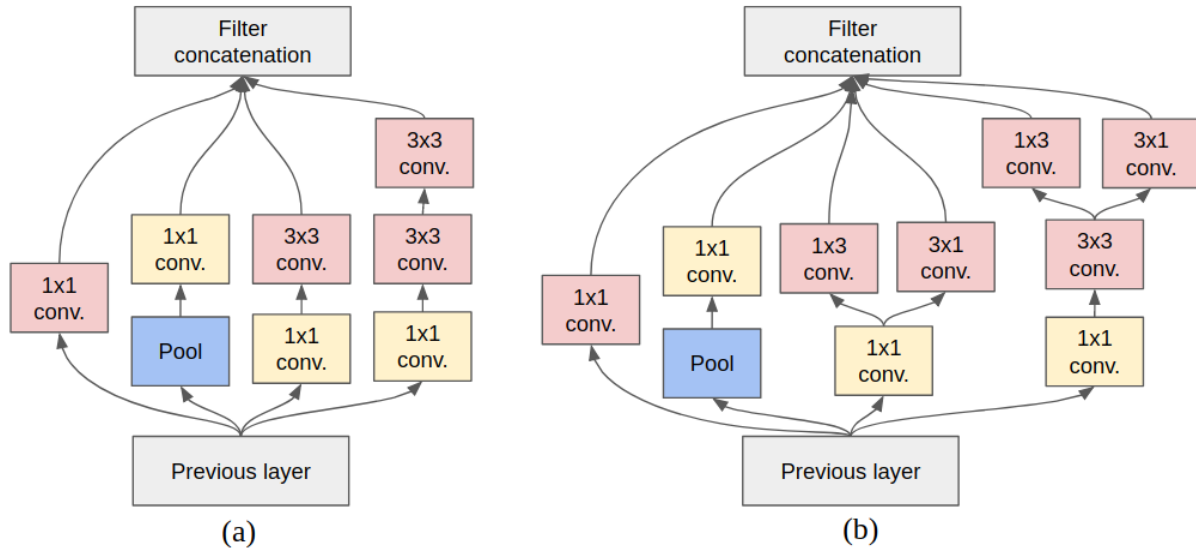 Filter
concatenation
3x3
conv.
1x1
conv.
3x3
conv.
3x3
conv.
1x1
conv.
Pool
1x1
conv.
1x1
conv.
Previous layer
(a)
Filter
concatenation
1x3
conv.
3x1
conv.
1x1
conv.
1x3
conv.
3x1
conv.
3x3
conv.
1x1
conv.
Pool
1x1
conv.
1x1
conv.
Previous layer
(b)